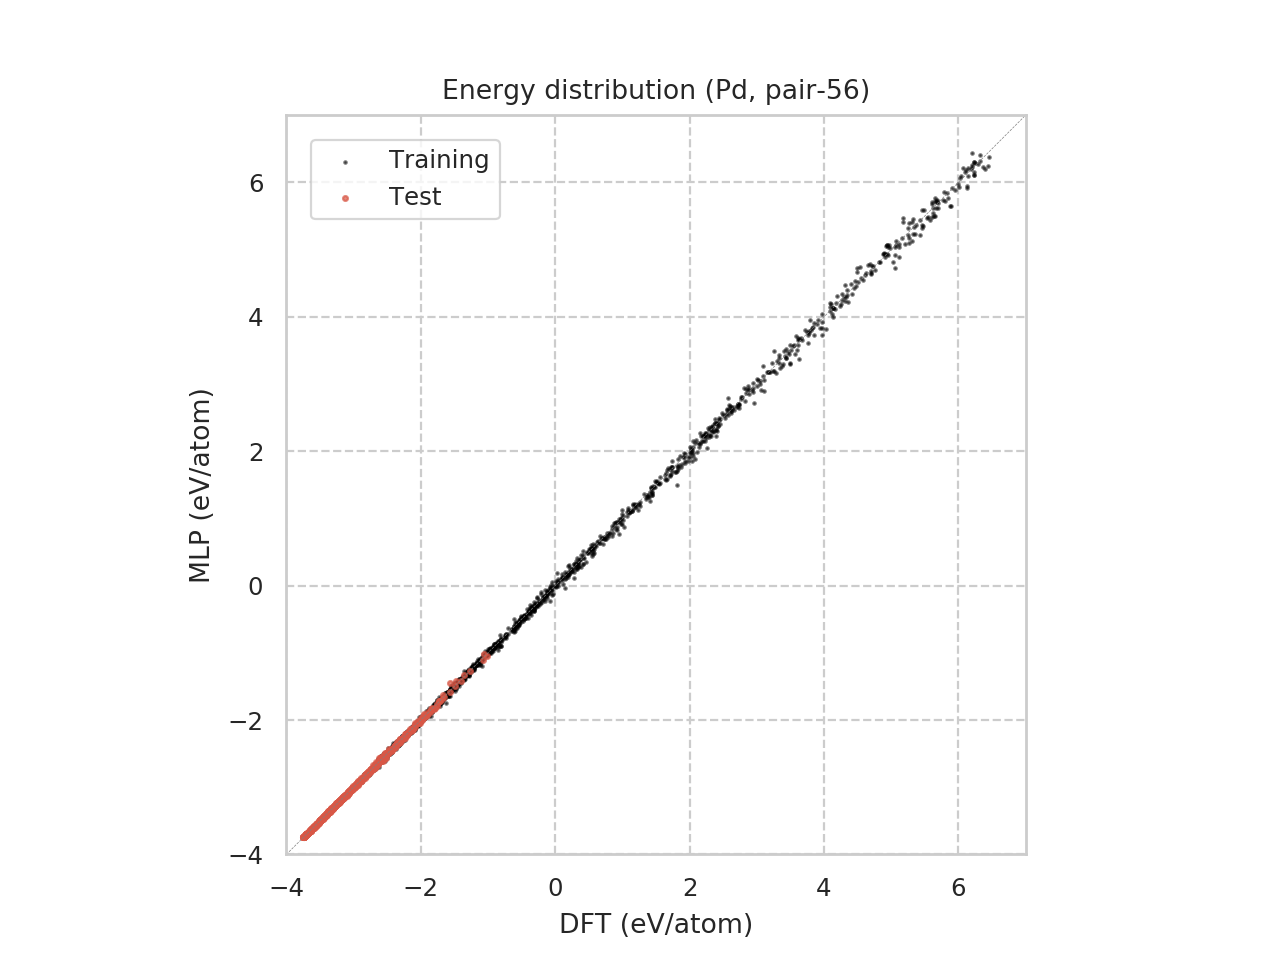 Energy distribution (Pd, pair-56)
Training
Test
6
4
2
0
−2
−4
MLP (eV/atom)
−4 −2 0 2 4 6
DFT (eV/atom)